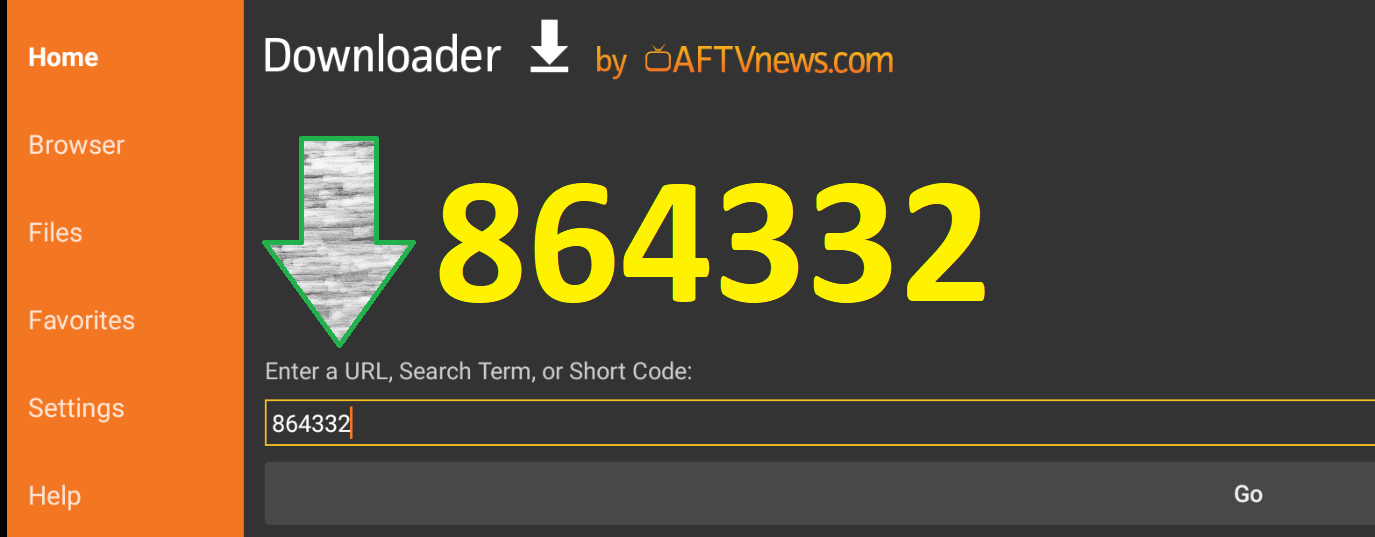 Home
Browser
Files
Favorites
Settings
Help
Downloader by AFTVnews.com
864332
Enter a URL, Search Term, or Short Code:
864332
Go